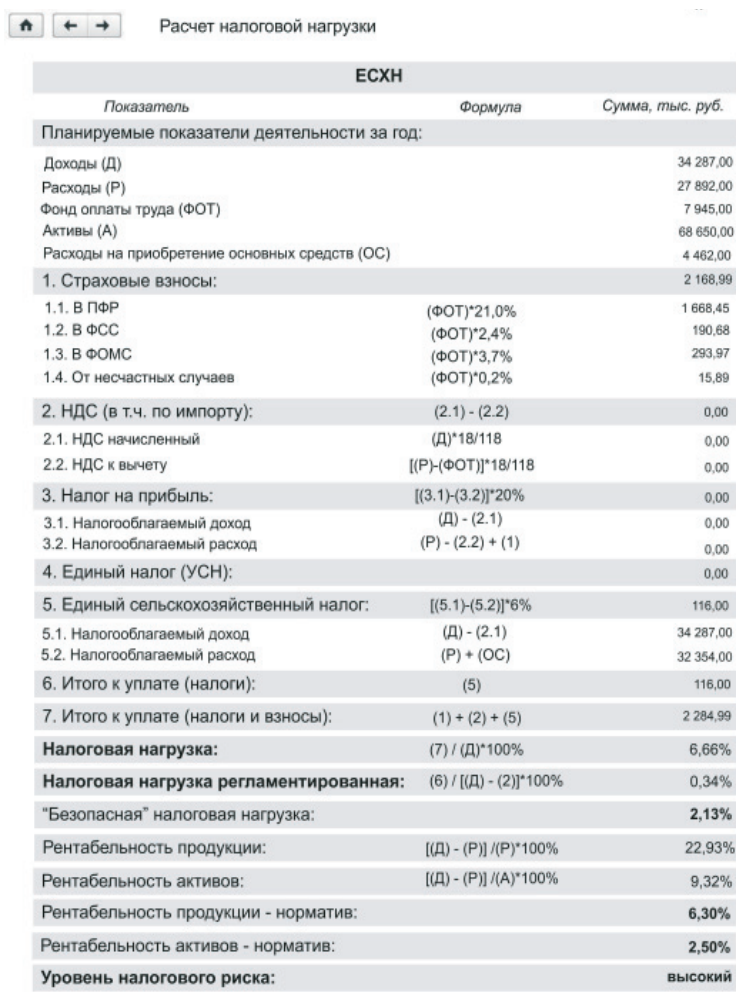 Расчет налоговой нагрузки
ЕСХН
Показатель Формула Сумма, тыс. руб.
Планируемые показатели деятельности за год:
Доходы (Д) 34 287,00
Расходы (Р) 27 892,00
Фонд оплаты труда (ФОТ) 7 945,00
Активы (А) 68 650,00
Расходы на приобретение основных средств (ОС) 4 462,00
1. Страховые взносы: 2 168,99
1.1. В ПФР (ФОТ)*21,0% 1 668,45
1.2. В ФСС (ФОТ)*2,4% 190,68
1.3. В ФОМС (ФОТ)*3,7% 293,97
1.4. От несчастных случаев (ФОТ)*0,2% 15,89
2. НДС (в т.ч. по импорту): (2.1) - (2.2) 0,00
2.1. НДС начисленный (Д)*18/118 0,00
2.2. НДС к вычету [(Р)-(ФОТ)]*18/118 0,00
3. Налог на прибыль: [(3.1)-(3.2)]*20% 0,00
3.1. Налогооблагаемый доход (Д) - (2.1) 0,00
3.2. Налогооблагаемый расход (Р) - (2.2) + (1) 0,00
4. Единый налог (УСН): 0,00
5. Единый сельскохозяйственный налог: [(5.1)-(5.2)]*6% 116,00
5.1. Налогооблагаемый доход (Д) - (2.1) 34 287,00
5.2. Налогооблагаемый расход (Р) + (ОС) 32 354,00
6. Итого к уплате (налоги): (5) 116,00
7. Итого к уплате (налоги и взносы): (1) + (2) + (5) 2 284,99
Налоговая нагрузка: (7) / (Д)*100% 6,66%
Налоговая нагрузка регламентированная: (6) / [(Д) - (2)]*100% 0,34%
"Безопасная" налоговая нагрузка: 2,13%
Рентабельность продукции: [(Д) - (Р)] /(Р)*100% 22,93%
Рентабельность активов: [(Д) - (Р)] /(А)*100% 9,32%
Рентабельность продукции - норматив: 6,30%
Рентабельность активов - норматив: 2,50%
Уровень налогового риска: высокий